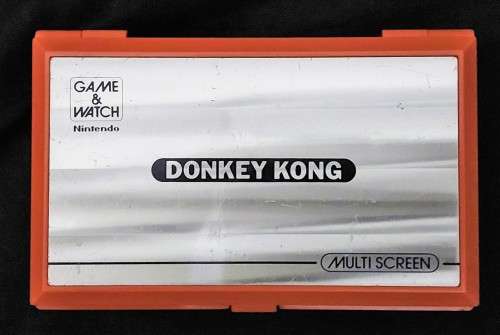 GAME
&
WATCH
Nintendo
DONKEY KONG
MULTI SCREEN